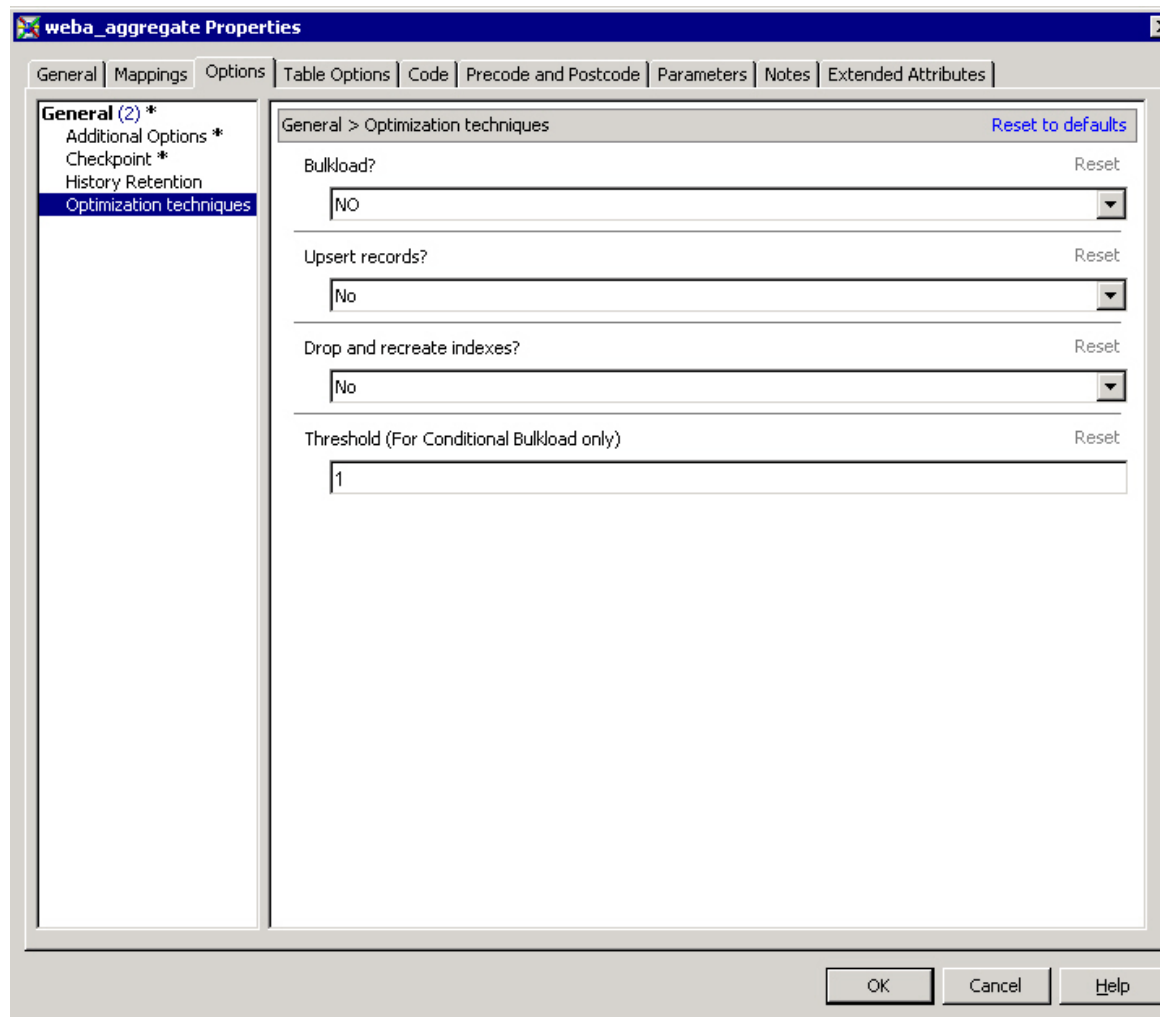 weba_aggregate Properties
General Mappings Options Table Options Code Precode and Postcode Parameters Notes Extended Attributes
General (2) *
Additional Options *
Checkpoint *
History Retention
Optimization techniques
General > Optimization techniques Reset to defaults
Bulkload? Reset
NO
Upsert records? Reset
No
Drop and recreate indexes? Reset
No
Threshold (For Conditional Bulkload only) Reset
1
OK Cancel Help